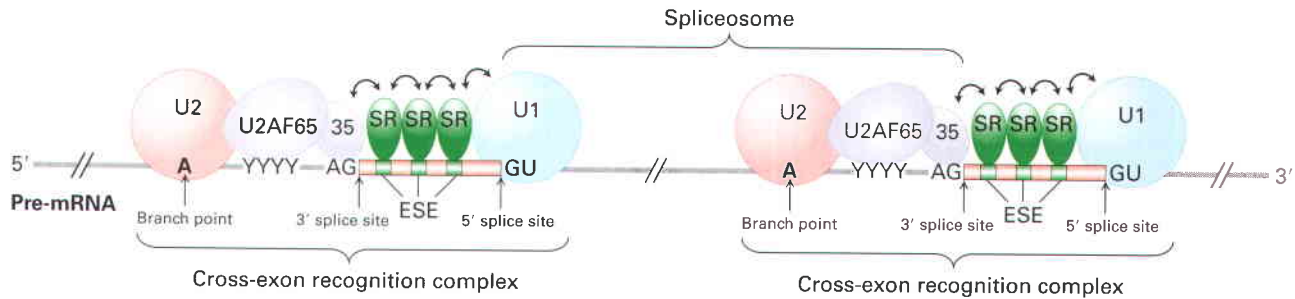 Spliceosome
U2 U2AF65 35 SR SR SR U1 U2 U2AF65 35 SR SR SR U1
5′ A YYYY AG GU A YYYY AG GU 3′
Pre-mRNA
Branch point 3′ splice site ESE 5′ splice site Branch point 3′ splice site ESE 5′ splice site
Cross-exon recognition complex Cross-exon recognition complex